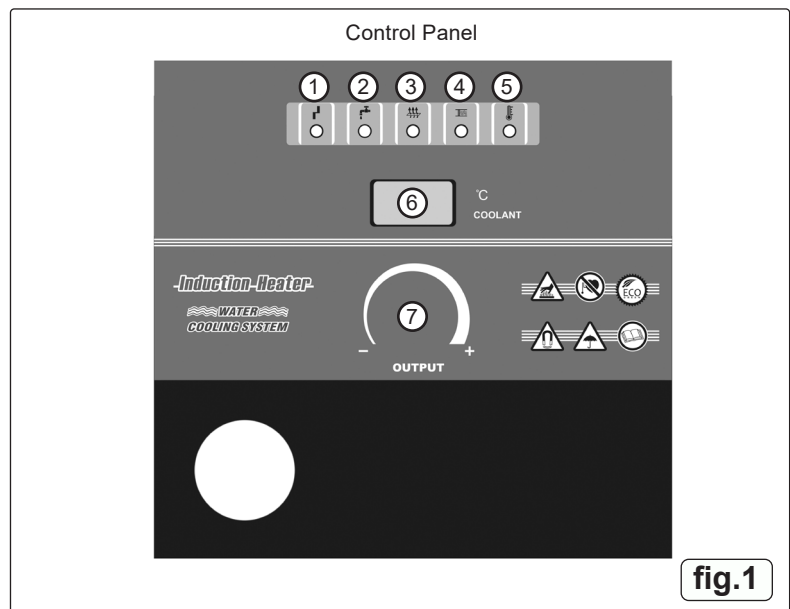 Control Panel
1 2 3 4 5
6
°C
COOLANT
Induction-Heater
WATER
COOLING SYSTEM
7
ECO
- +
OUTPUT
fig.1